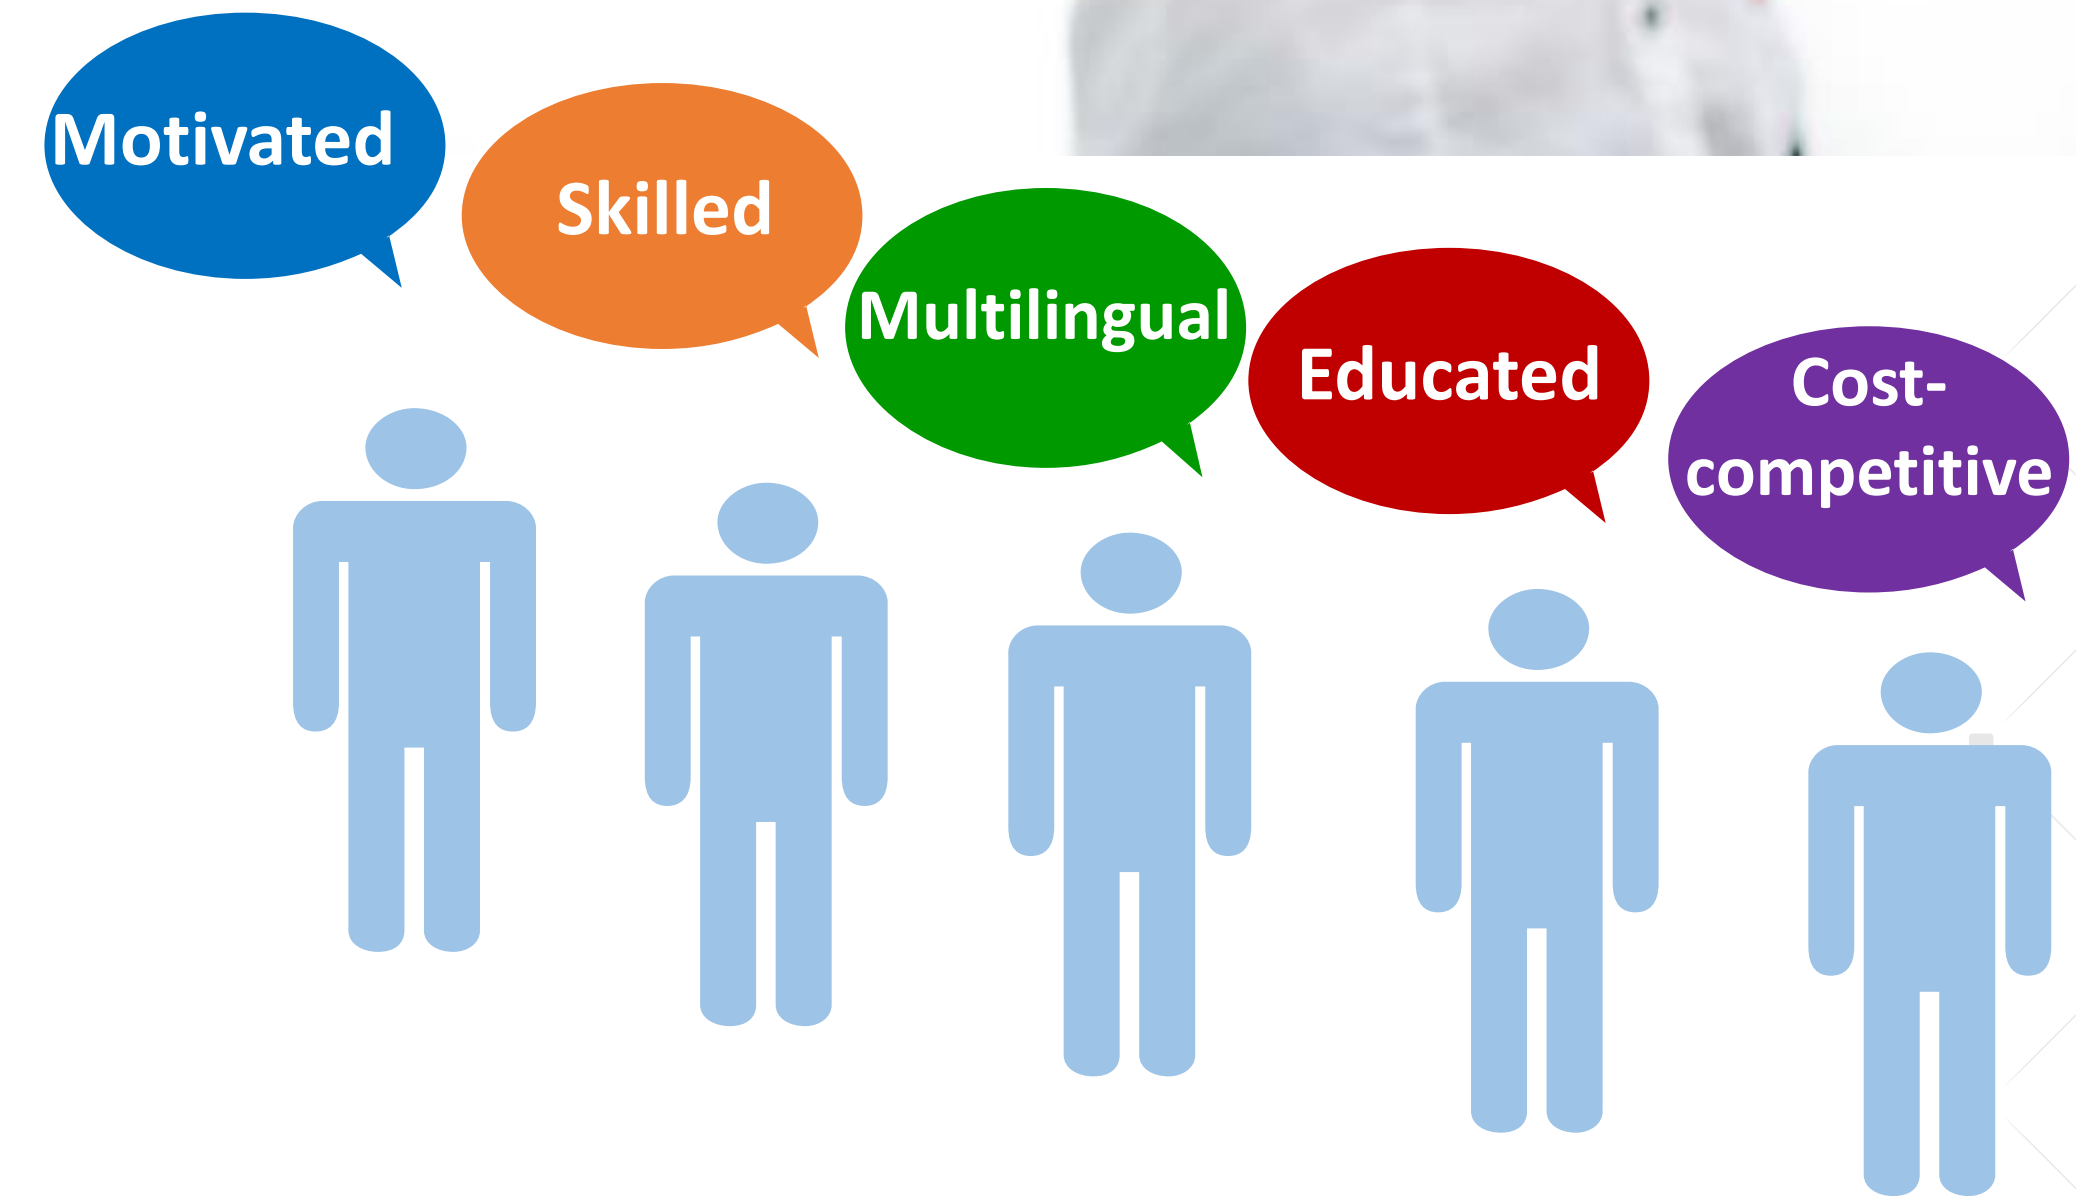 Motivated
Skilled
Multilingual
Educated
Cost-
competitive